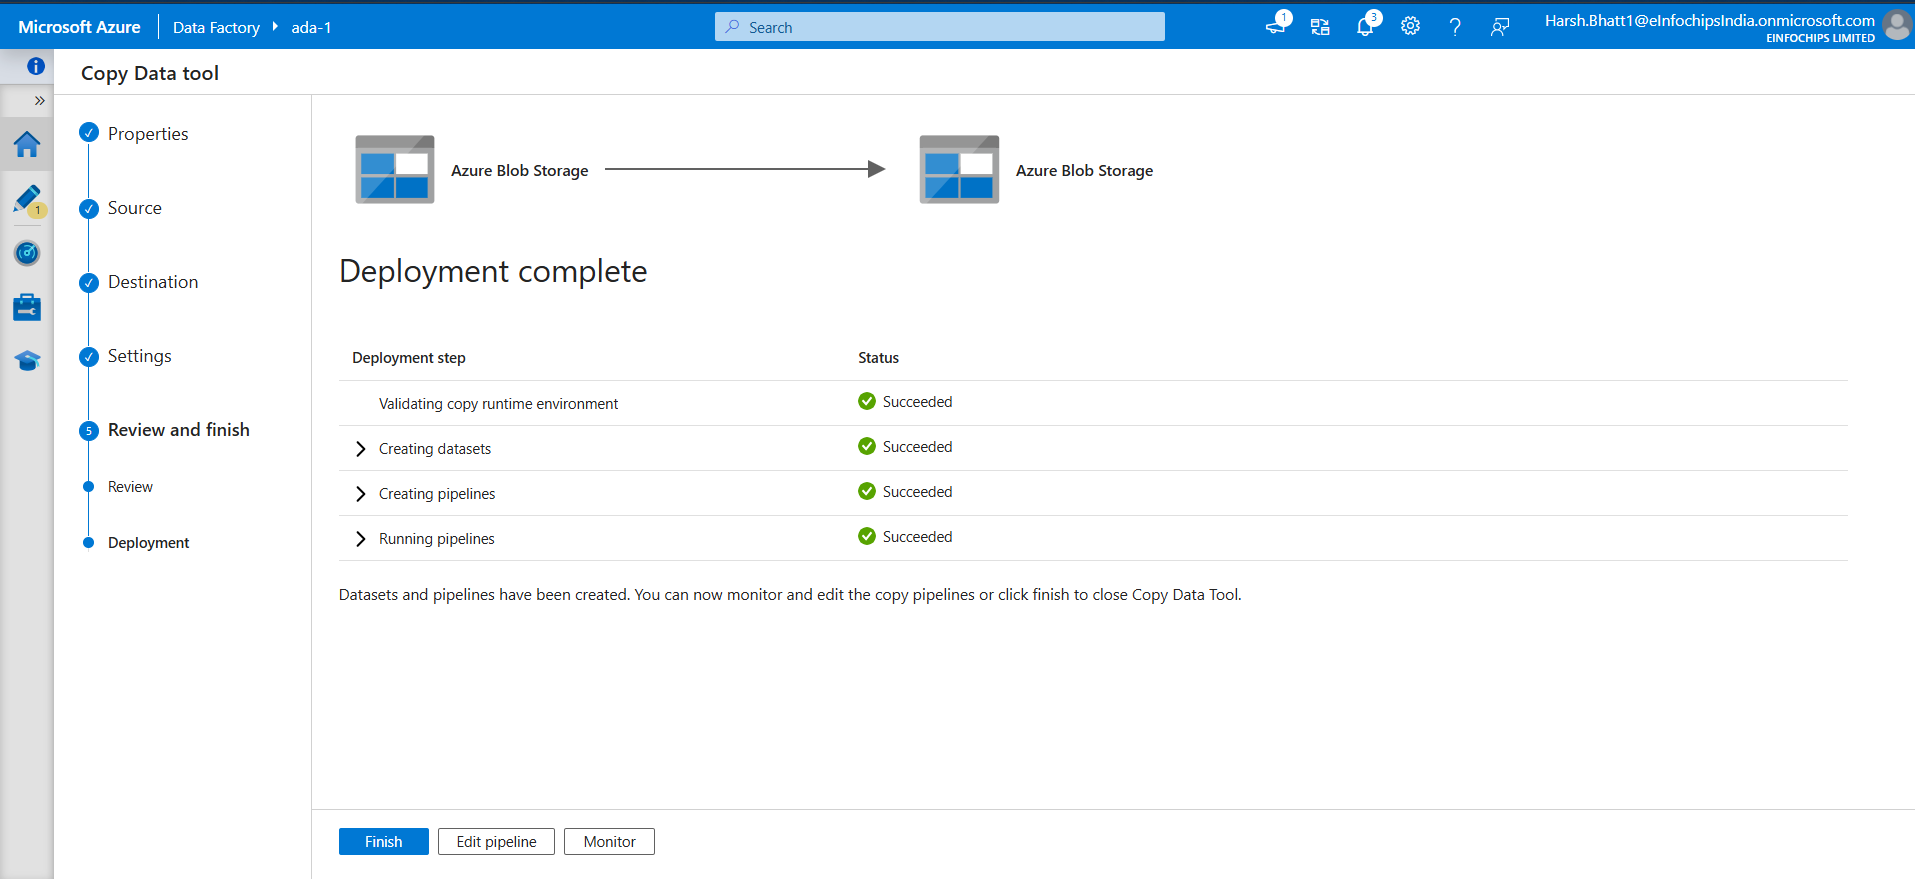 Microsoft Azure
Data Factory
ada-1
Search
1
3
Harsh.Bhatt1@eInfochipsIndia.onmicrosoft.com
EINFOCHIPS LIMITED
Copy Data tool
1
Properties
Source
Destination
Settings
5 Review and finish
Review
Deployment
Azure Blob Storage
Azure Blob Storage
Deployment complete
Deployment step Status
Validating copy runtime environment Succeeded
Creating datasets Succeeded
Creating pipelines Succeeded
Running pipelines Succeeded
Datasets and pipelines have been created. You can now monitor and edit the copy pipelines or click finish to close Copy Data Tool.
Finish
Edit pipeline
Monitor